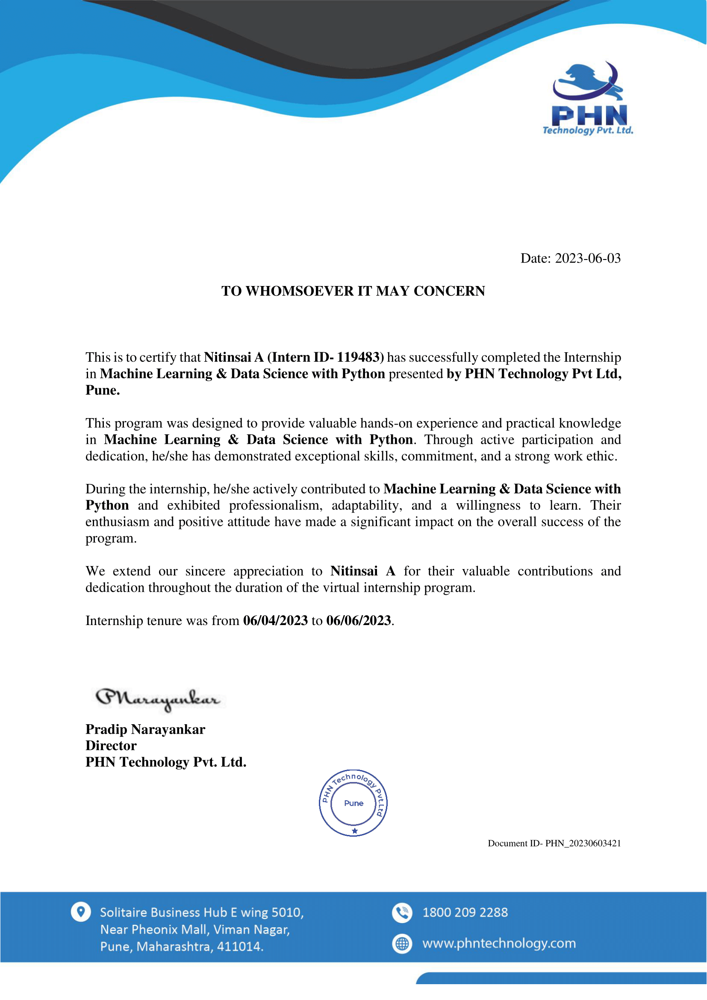 PHN
Technology Pvt. Ltd.
Date: 2023-06-03
TO WHOMSOEVER IT MAY CONCERN
This is to certify that Nitinsai A (Intern ID- 119483) has successfully completed the Internship
in Machine Learning & Data Science with Python presented by PHN Technology Pvt Ltd,
Pune.
This program was designed to provide valuable hands-on experience and practical knowledge
in Machine Learning & Data Science with Python. Through active participation and
dedication, he/she has demonstrated exceptional skills, commitment, and a strong work ethic.
During the internship, he/she actively contributed to Machine Learning & Data Science with
Python and exhibited professionalism, adaptability, and a willingness to learn. Their
enthusiasm and positive attitude have made a significant impact on the overall success of the
program.
We extend our sincere appreciation to Nitinsai A for their valuable contributions and
dedication throughout the duration of the virtual internship program.
Internship tenure was from 06/04/2023 to 06/06/2023.
PNarayankar
Pradip Narayankar
Director
PHN Technology Pvt. Ltd.
PHN Technology Pvt.Ltd
Pune
Document ID- PHN_20230603421
Solitaire Business Hub E wing 5010,
Near Pheonix Mall, Viman Nagar,
Pune, Maharashtra, 411014.
1800 209 2288
www.phntechnology.com